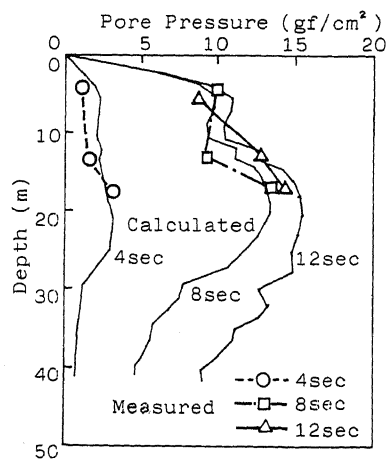 Pore Pressure (gf/cm²)
0 5 10 15 20
0
10
20
30
40
50
Depth (m)
Calculated
4sec
8sec
12sec
Measured
4sec
8sec
12sec